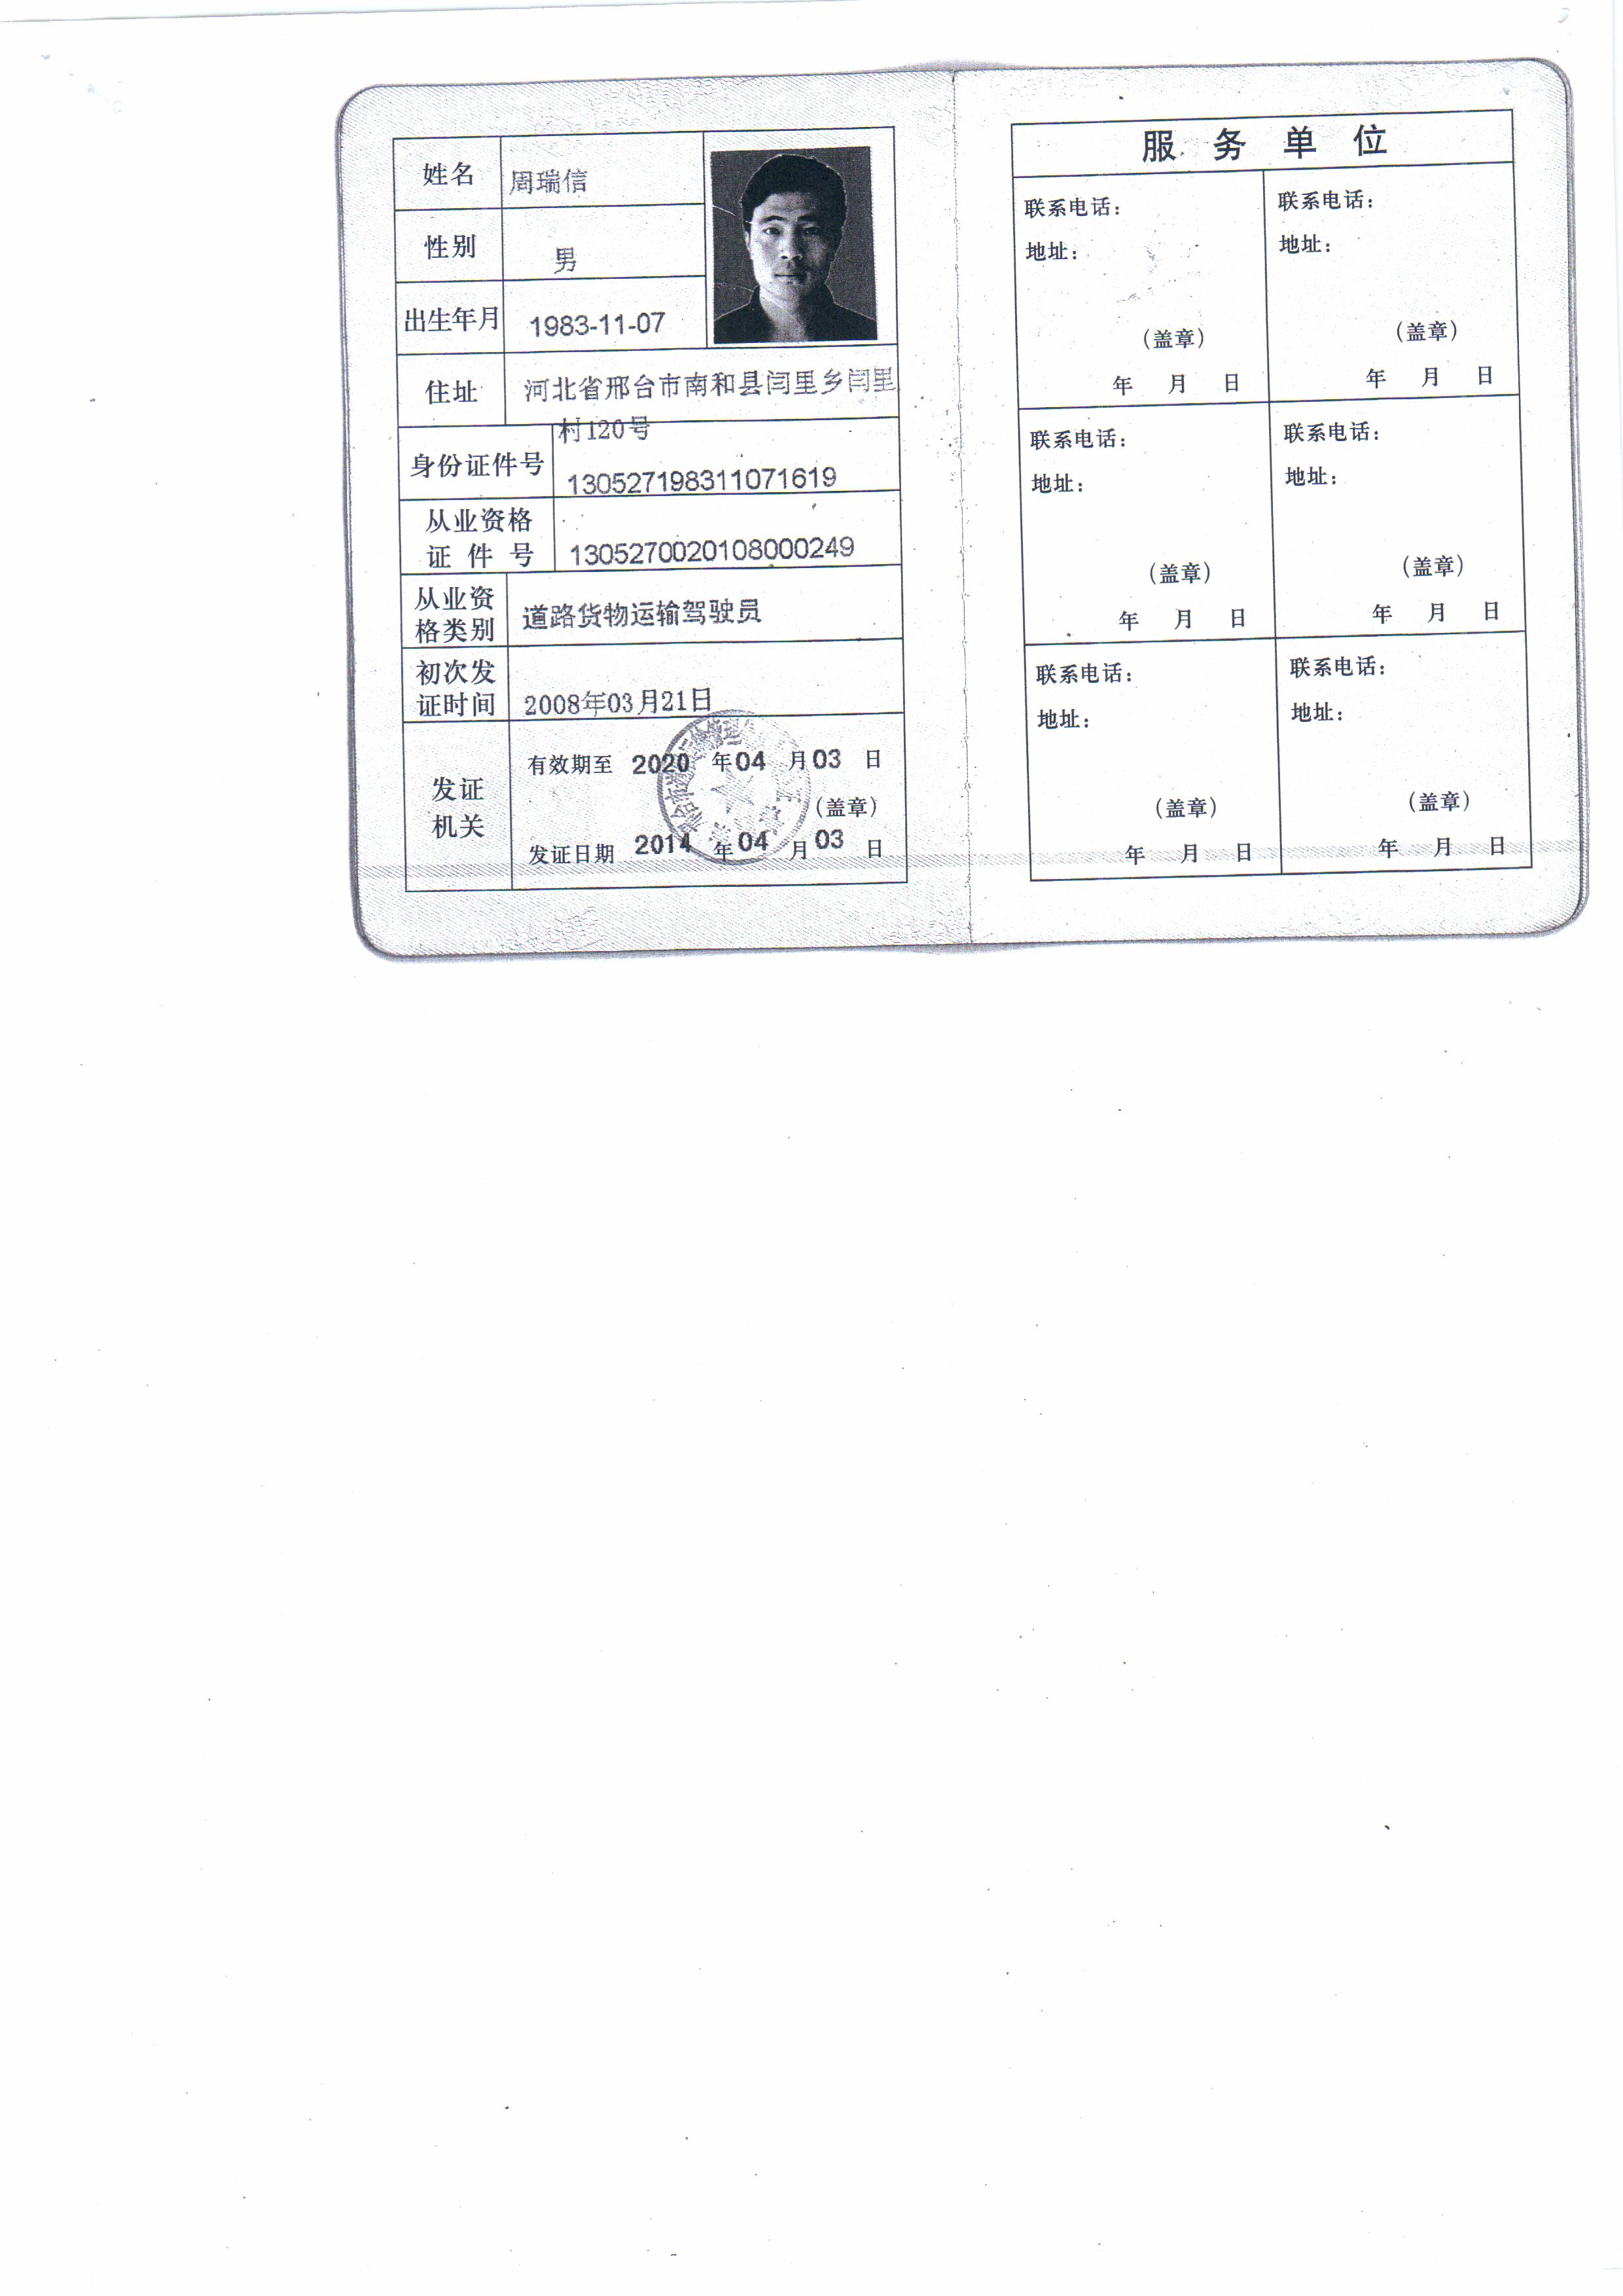 姓名 周瑞信
性别 男
出生年月 1983-11-07
住址 河北省邢台市南和县闫里乡闫里
村120号
身份证件号 130527198311071619
从业资格
证件号 1305270020108000249
从业资
格类别 道路货物运输驾驶员
初次发
证时间 2008年03月21日
发证
机关
有效期至 2020 年 04 月 03 日
(盖章)
发证日期 2014 年 04 月 03 日
服务单位
联系电话: 联系电话:
地址: 地址:
(盖章) (盖章)
年 月 日 年 月 日
联系电话: 联系电话:
地址: 地址:
(盖章) (盖章)
年 月 日 年 月 日
联系电话: 联系电话:
地址: 地址:
(盖章) (盖章)
年 月 日 年 月 日